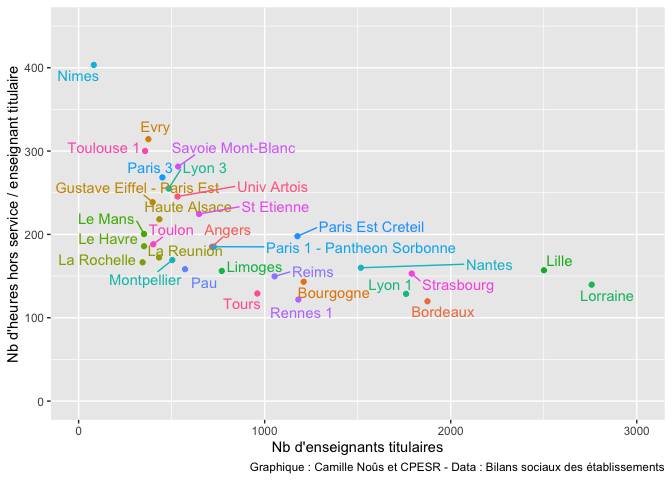 Nb d'heures hors service / enseignant titulaire
400
300
200
100
0
Nimes
Evry
Toulouse 1
Savoie Mont-Blanc
Paris 3
Lyon 3
Gustave Eiffel - Paris Est
Univ Artois
Haute Alsace
St Etienne
Le Mans
Toulon
Angers
Paris Est Creteil
Le Havre
La Reunion
Paris 1 - Pantheon Sorbonne
La Rochelle
Limoges
Nantes
Lille
Montpellier
Pau
Reims
Lyon 1
Strasbourg
Bourgogne
Lorraine
Tours
Rennes 1
Bordeaux
0
1000
2000
3000
Nb d'enseignants titulaires
Graphique : Camille Noûs et CPESR - Data : Bilans sociaux des établissements